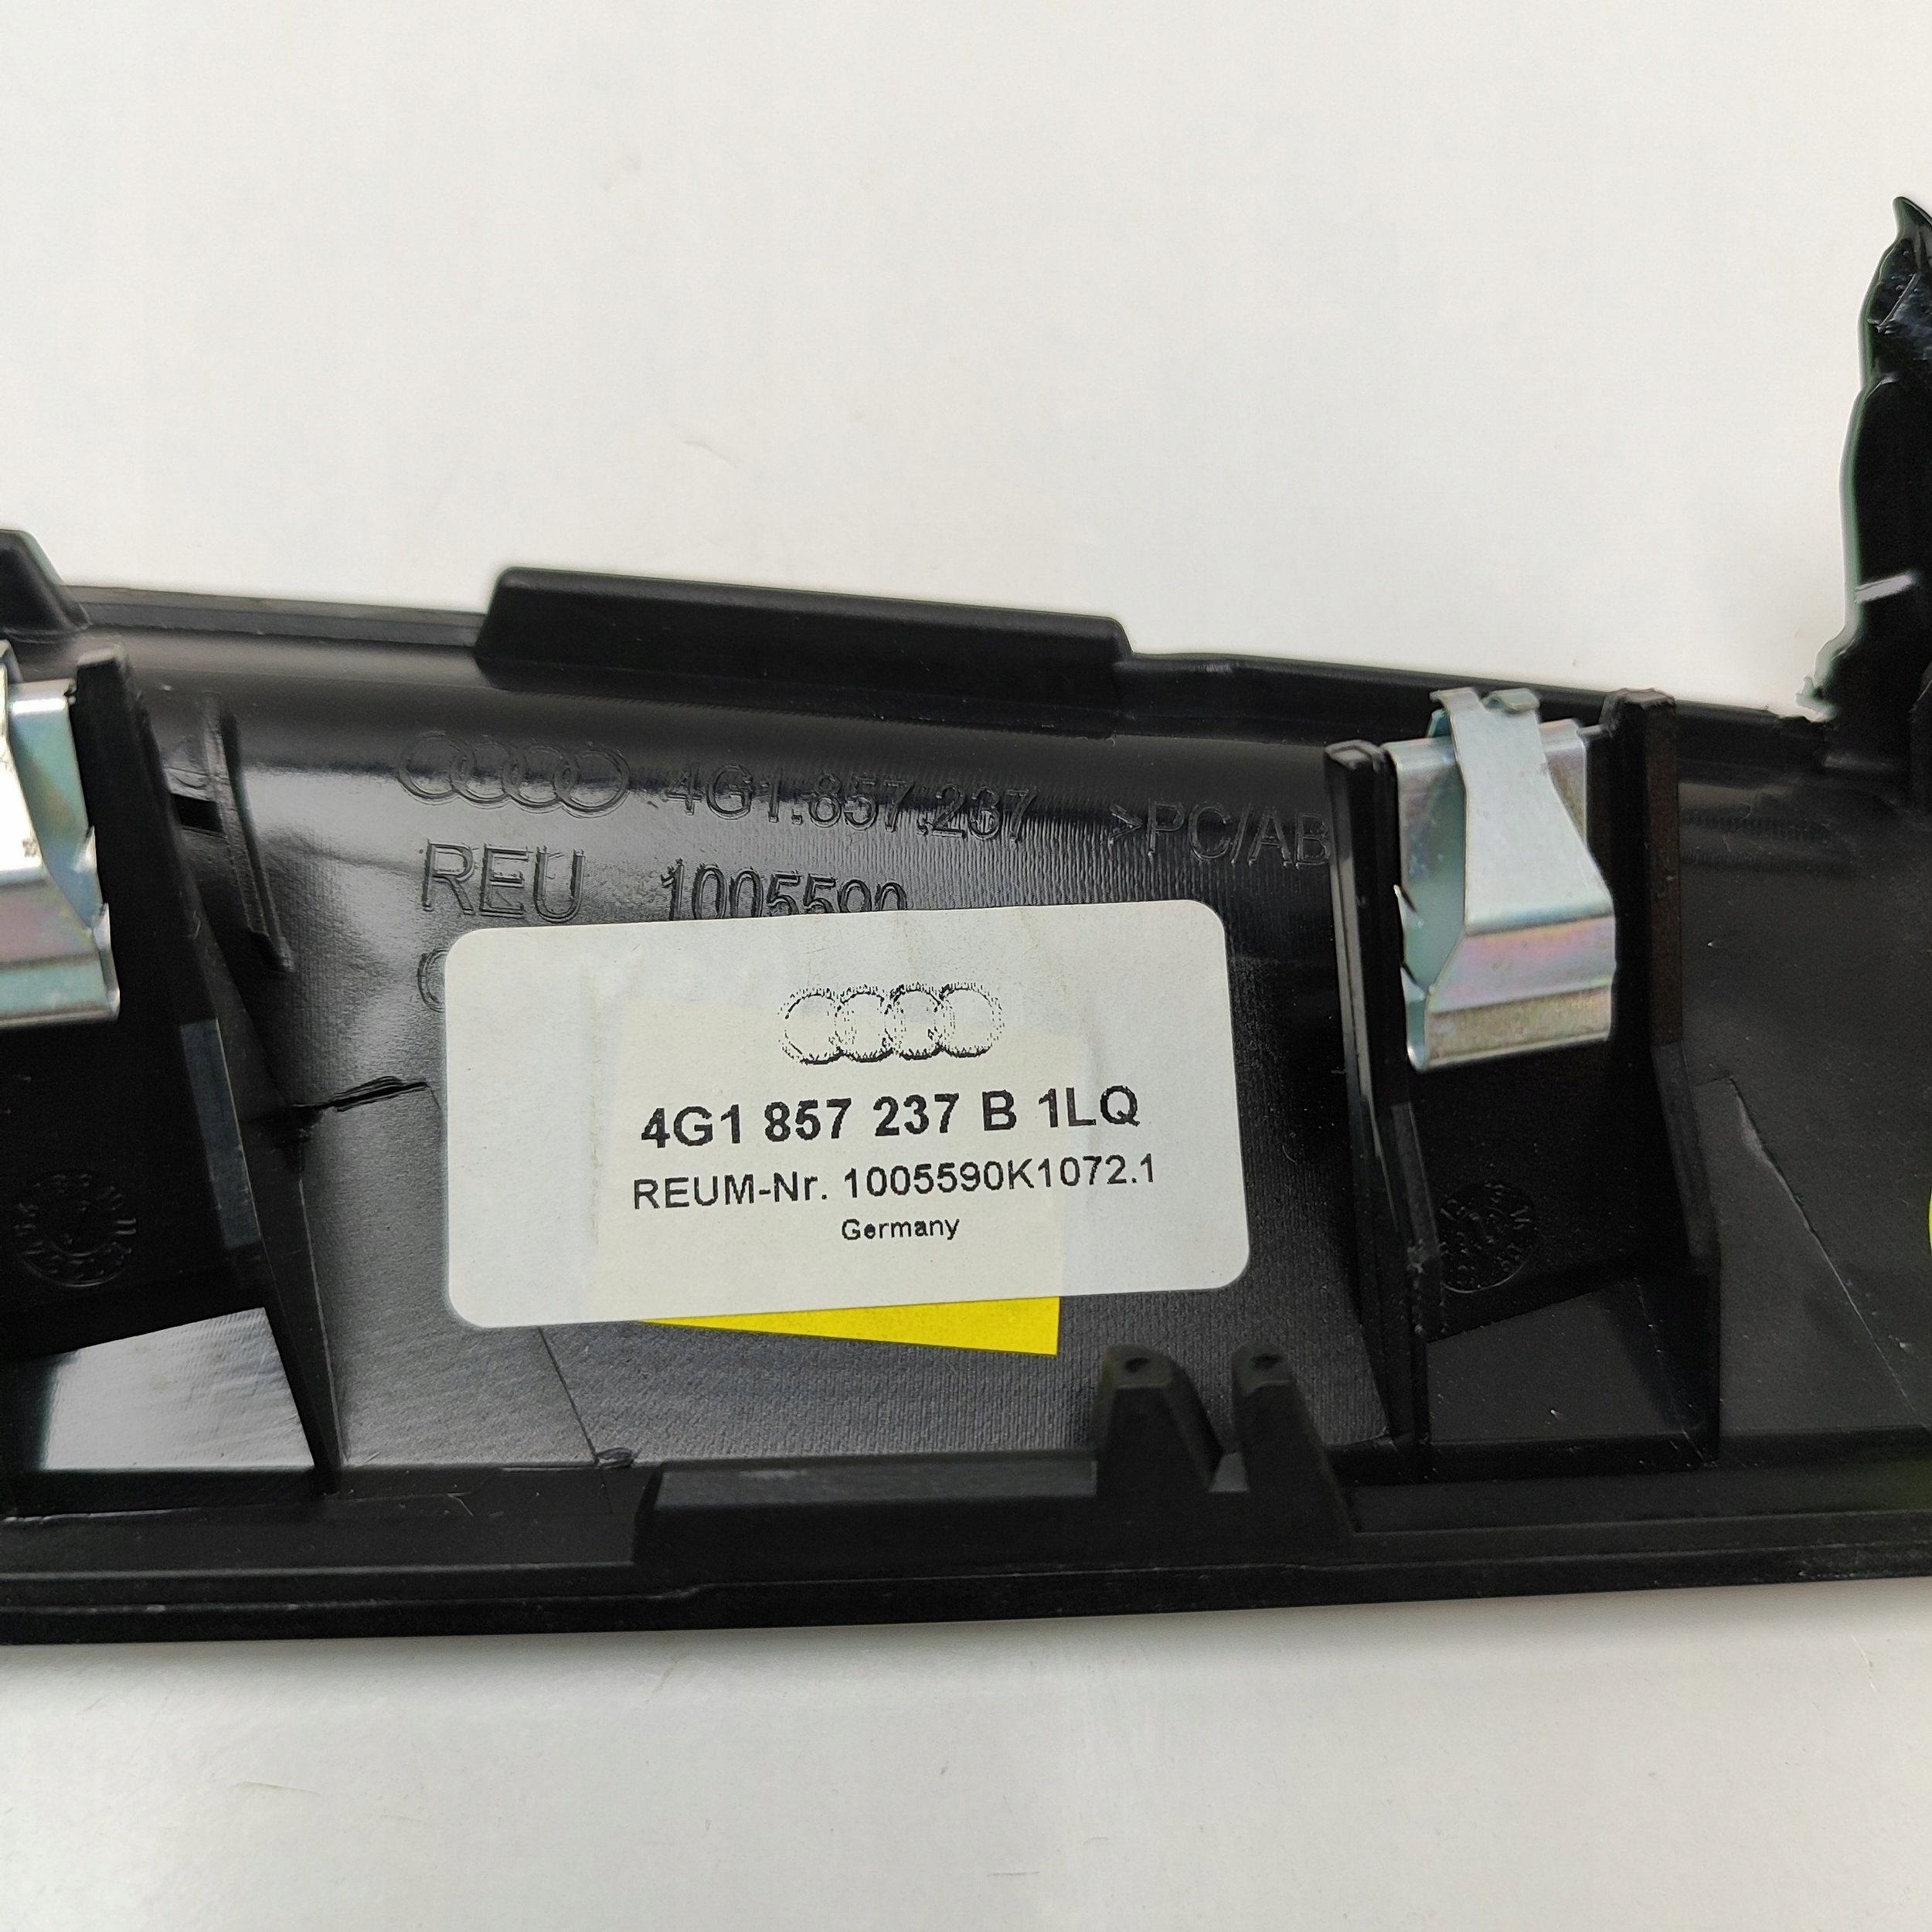 4G1.857.237 >PC/AB
REU 1005590
4G1 857 237 B 1LQ
REUM-Nr. 1005590K1072.1
Germany